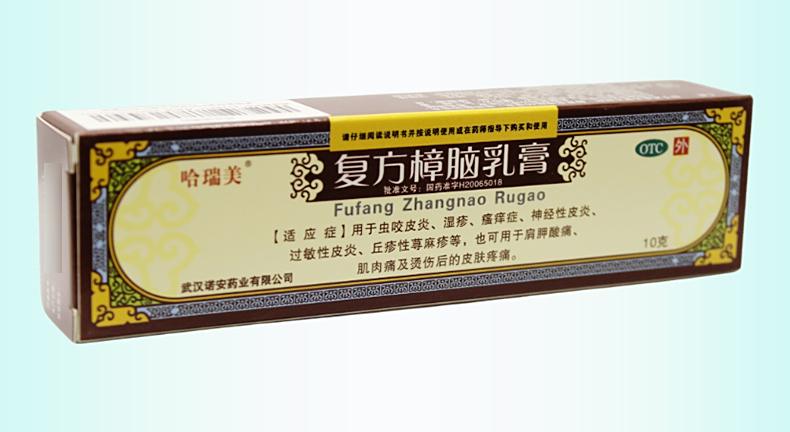 请仔细阅读说明书并按说明使用或在药师指导下购买和使用
哈瑞美®
复方樟脑乳膏
OTC
外
批准文号：国药准字H20065018
Fufang Zhangnao Rugao
【适应症】用于虫咬皮炎、湿疹、瘙痒症、神经性皮炎、
过敏性皮炎、丘疹性荨麻疹等，也可用于肩胛酸痛、
肌肉痛及烫伤后的皮肤疼痛。
10克
武汉诺安药业有限公司